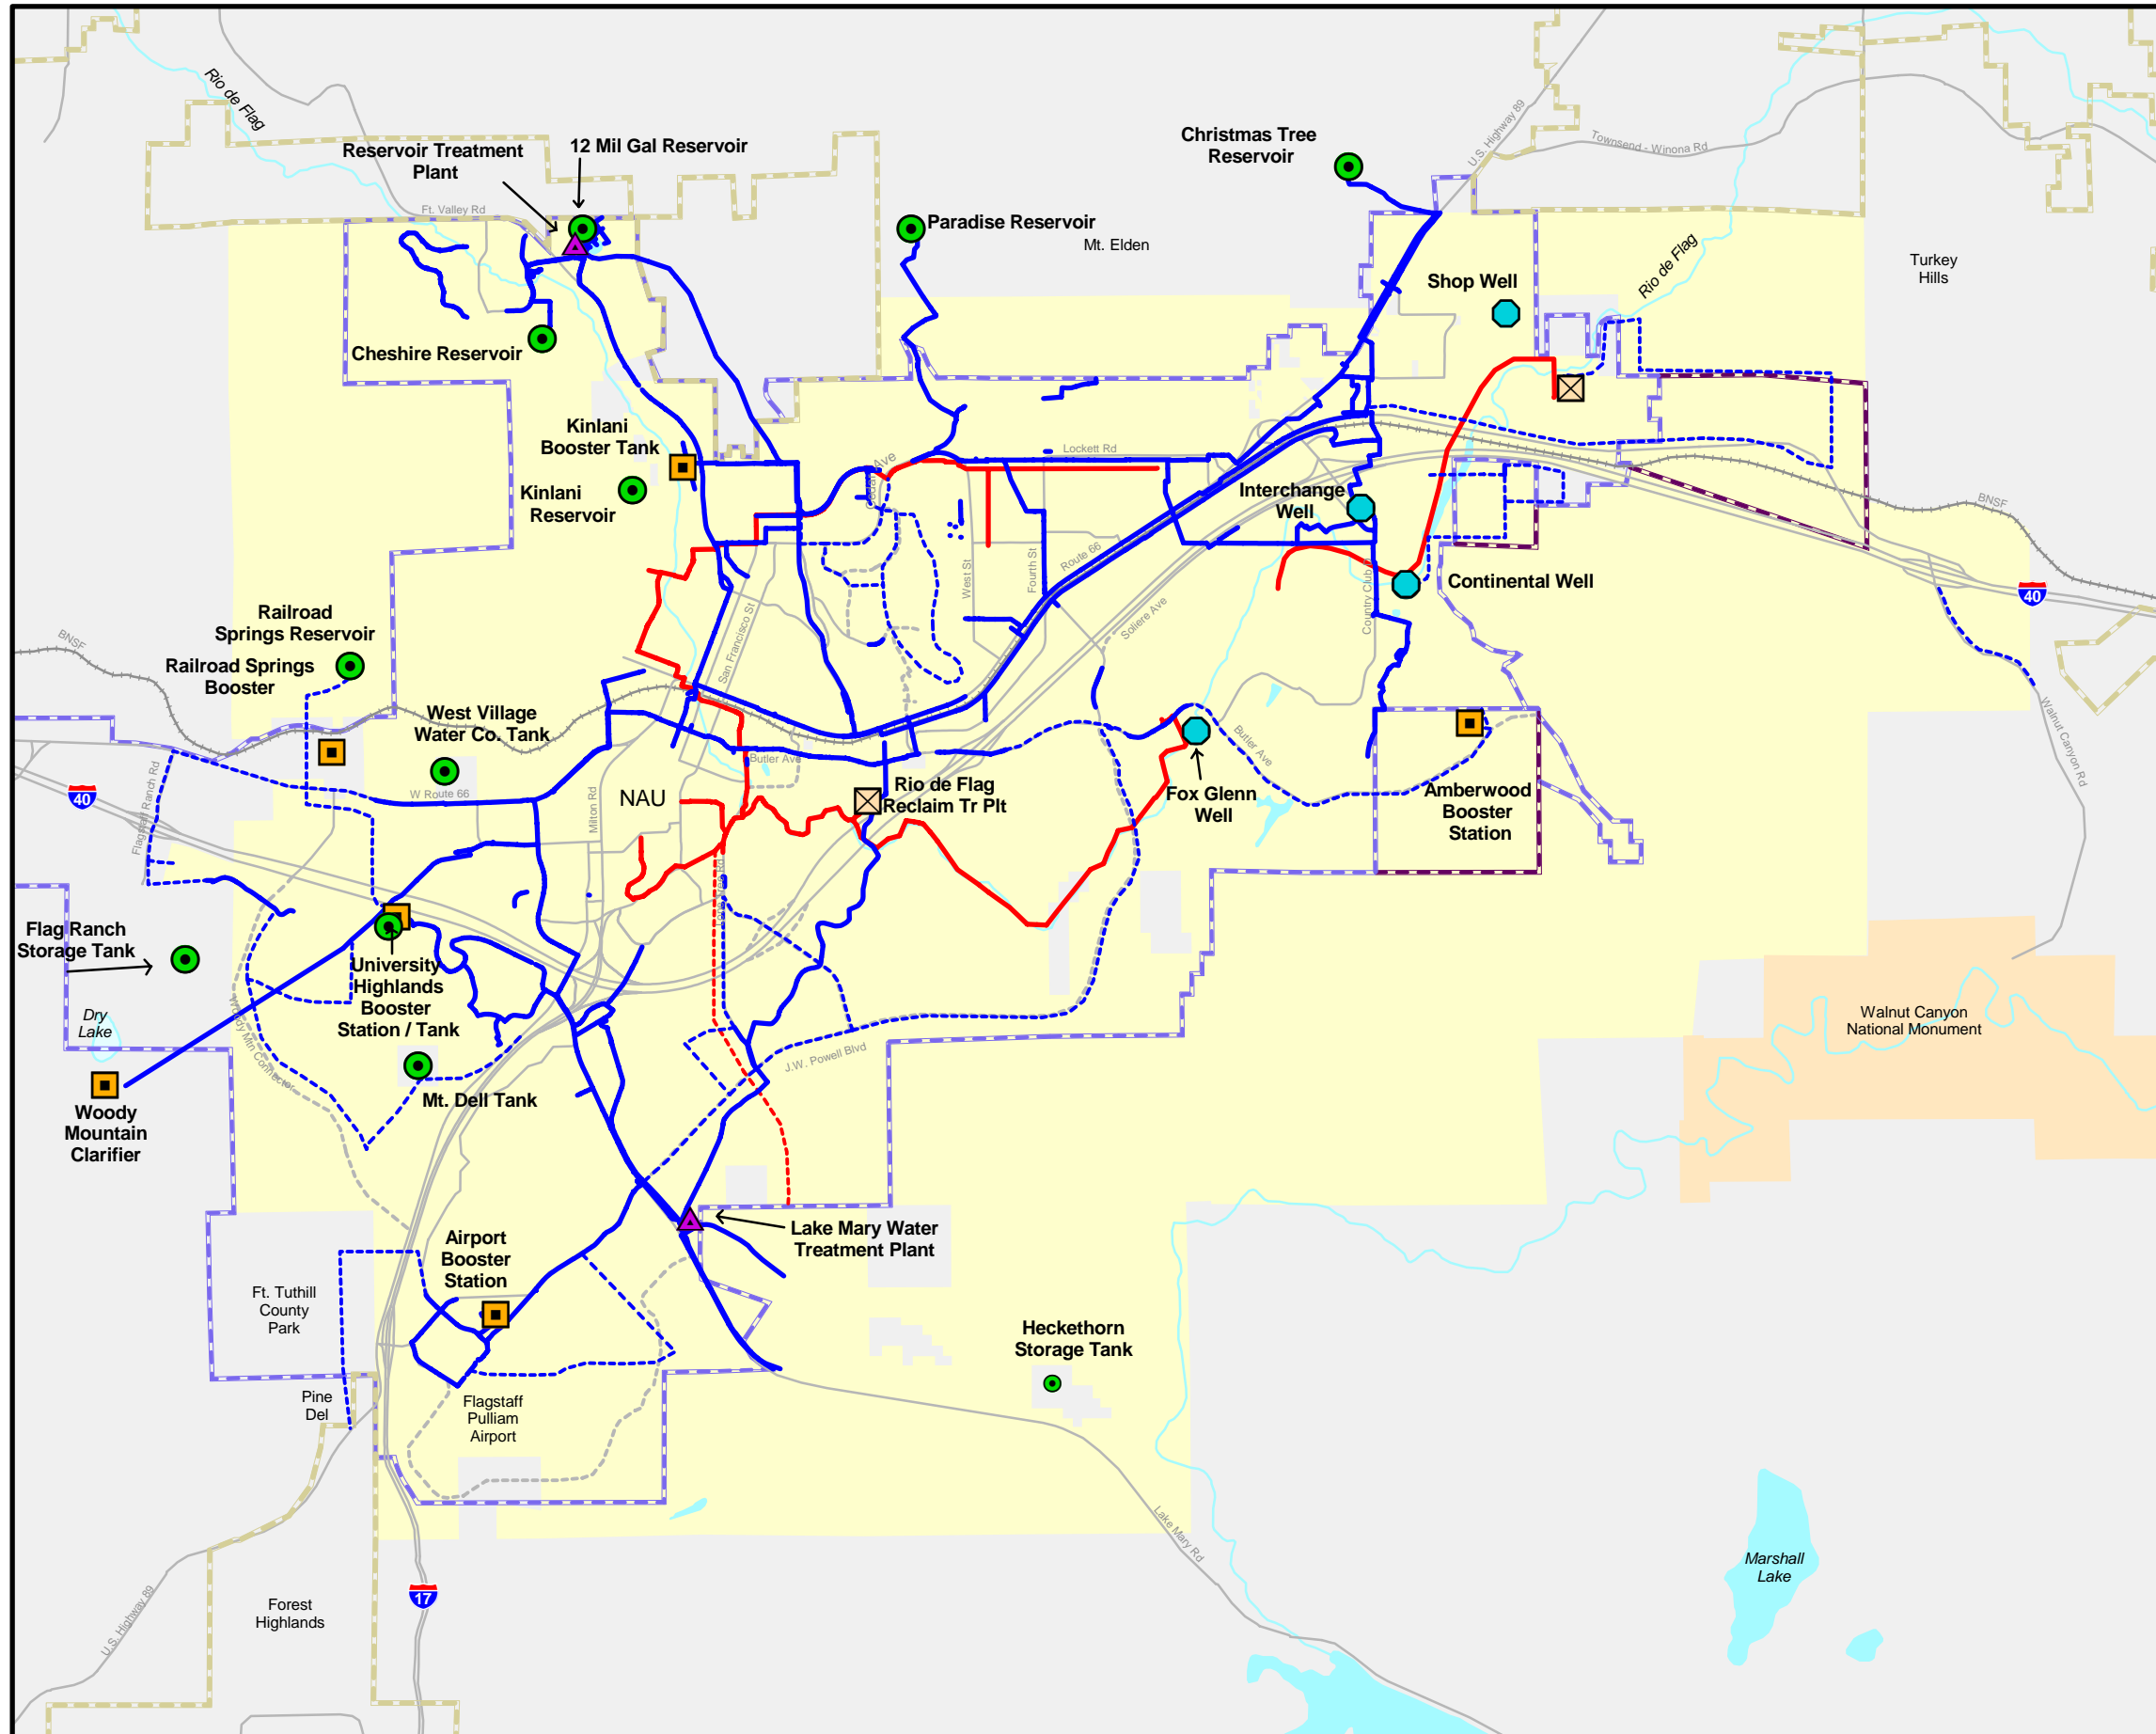 Rio de Flag
Reservoir Treatment
Plant
12 Mil Gal Reservoir
Christmas Tree
Reservoir
U.S. Highway 89
Townsend - Winona Rd
Ft. Valley Rd
Paradise Reservoir
Mt. Elden
Rio de Flag
Turkey
Hills
Shop Well
Cheshire Reservoir
Kinlani
Booster Tank
Kinlani
Reservoir
Lockett Rd
Interchange
Well
BNSF
Route 66
West St
Fourth St
Continental Well
40
Railroad
Springs Reservoir
BNSF
Railroad Springs
Booster
San Francisco St
Soliere Ave
Country Club
West Village
Water Co. Tank
Walnut Canyon Rd
Butler Ave
Butler Ave
40
W Route 66
Flagstaff Ranch Rd
Milton Rd
NAU
Rio de Flag
Reclaim Tr Plt
Fox Glenn
Well
Amberwood
Booster
Station
Flag Ranch
Storage Tank
University
Highlands
Booster
Station / Tank
Dry
Lake
Walnut Canyon
National Monument
Woody Mtn Connector
J.W. Powell Blvd
Mt. Dell Tank
Woody
Mountain
Clarifier
Lake Mary Water
Treatment Plant
Airport
Booster
Station
Ft. Tuthill
County
Park
Heckethorn
Storage Tank
Pine
Del
Flagstaff
Pulliam
Airport
Lake Mary Rd
Marshall
Lake
17
Forest
Highlands
U.S. Highway 89